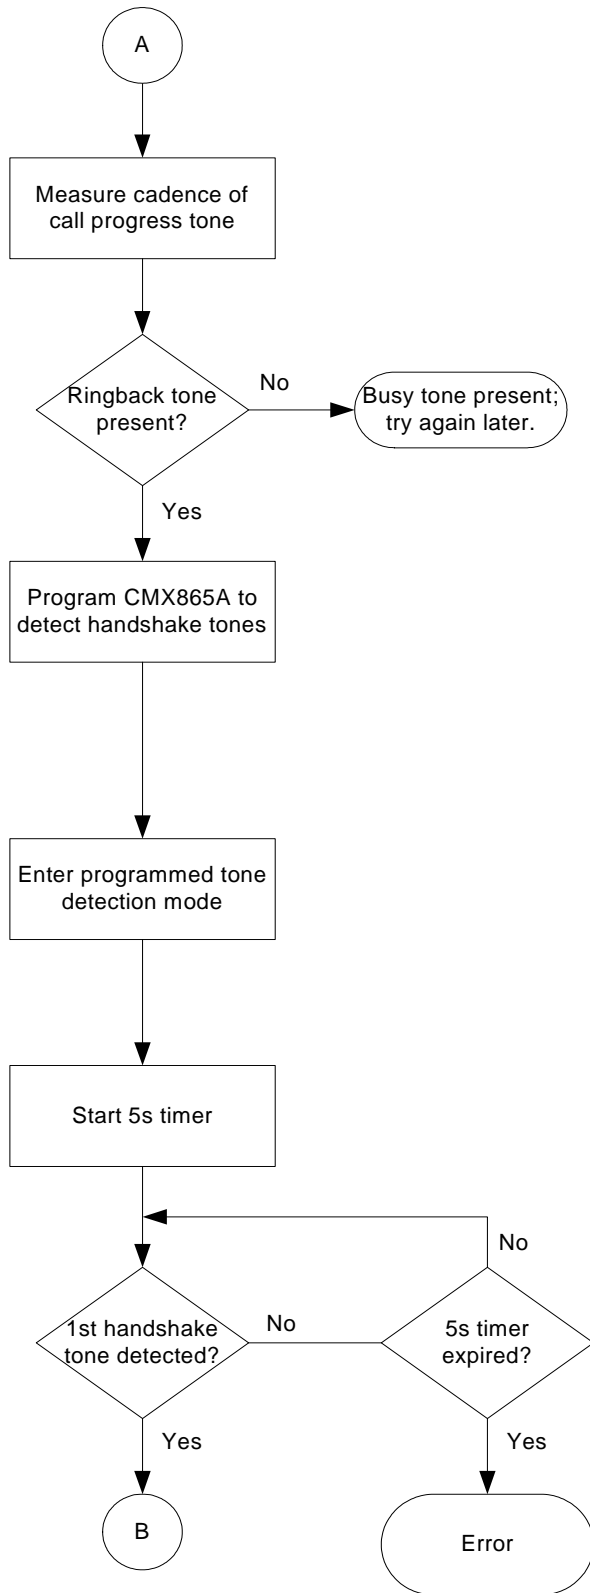 A
Measure cadence of
call progress tone
Ringback tone
present?
No
Busy tone present;
try again later.
Yes
Program CMX865A to
detect handshake tones
Enter programmed tone
detection mode
Start 5s timer
No
1st handshake
tone detected?
No
5s timer
expired?
Yes
Yes
B
Error